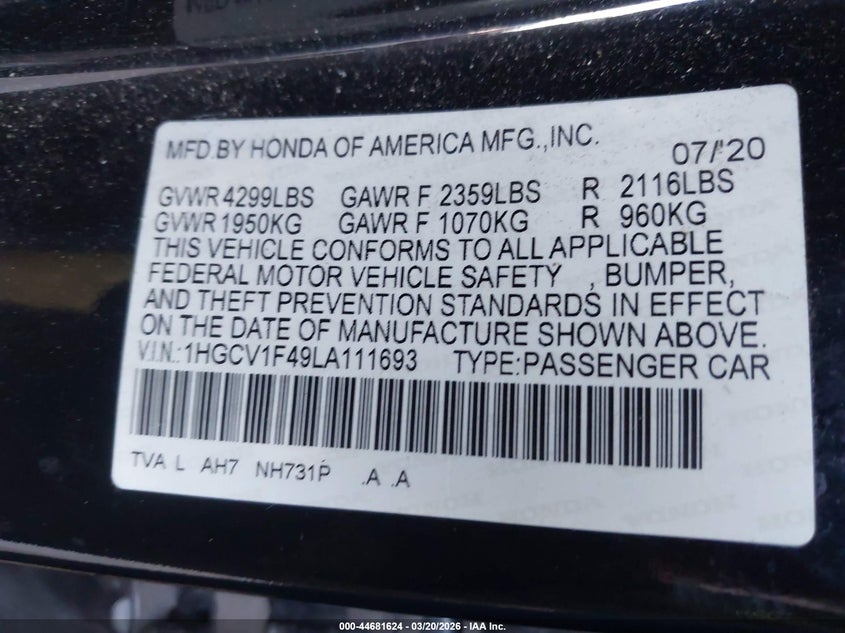 MFD.BY HONDA OF AMERICA MFG.,INC. 07/'20
GVWR 4299LBS GAWR F 2359LBS R 2116LBS
GVWR 1950KG GAWR F 1070KG R 960KG
THIS VEHICLE CONFORMS TO ALL APPLICABLE
FEDERAL MOTOR VEHICLE SAFETY , BUMPER,
AND THEFT PREVENTION STANDARDS IN EFFECT
ON THE DATE OF MANUFACTURE SHOWN ABOVE.
V.I.N.:1HGCV1F49LA111693 TYPE:PASSENGER CAR
TVA L AH7 NH731P .A .A
000-44681624 | 03/20/2026 – IAA Inc.